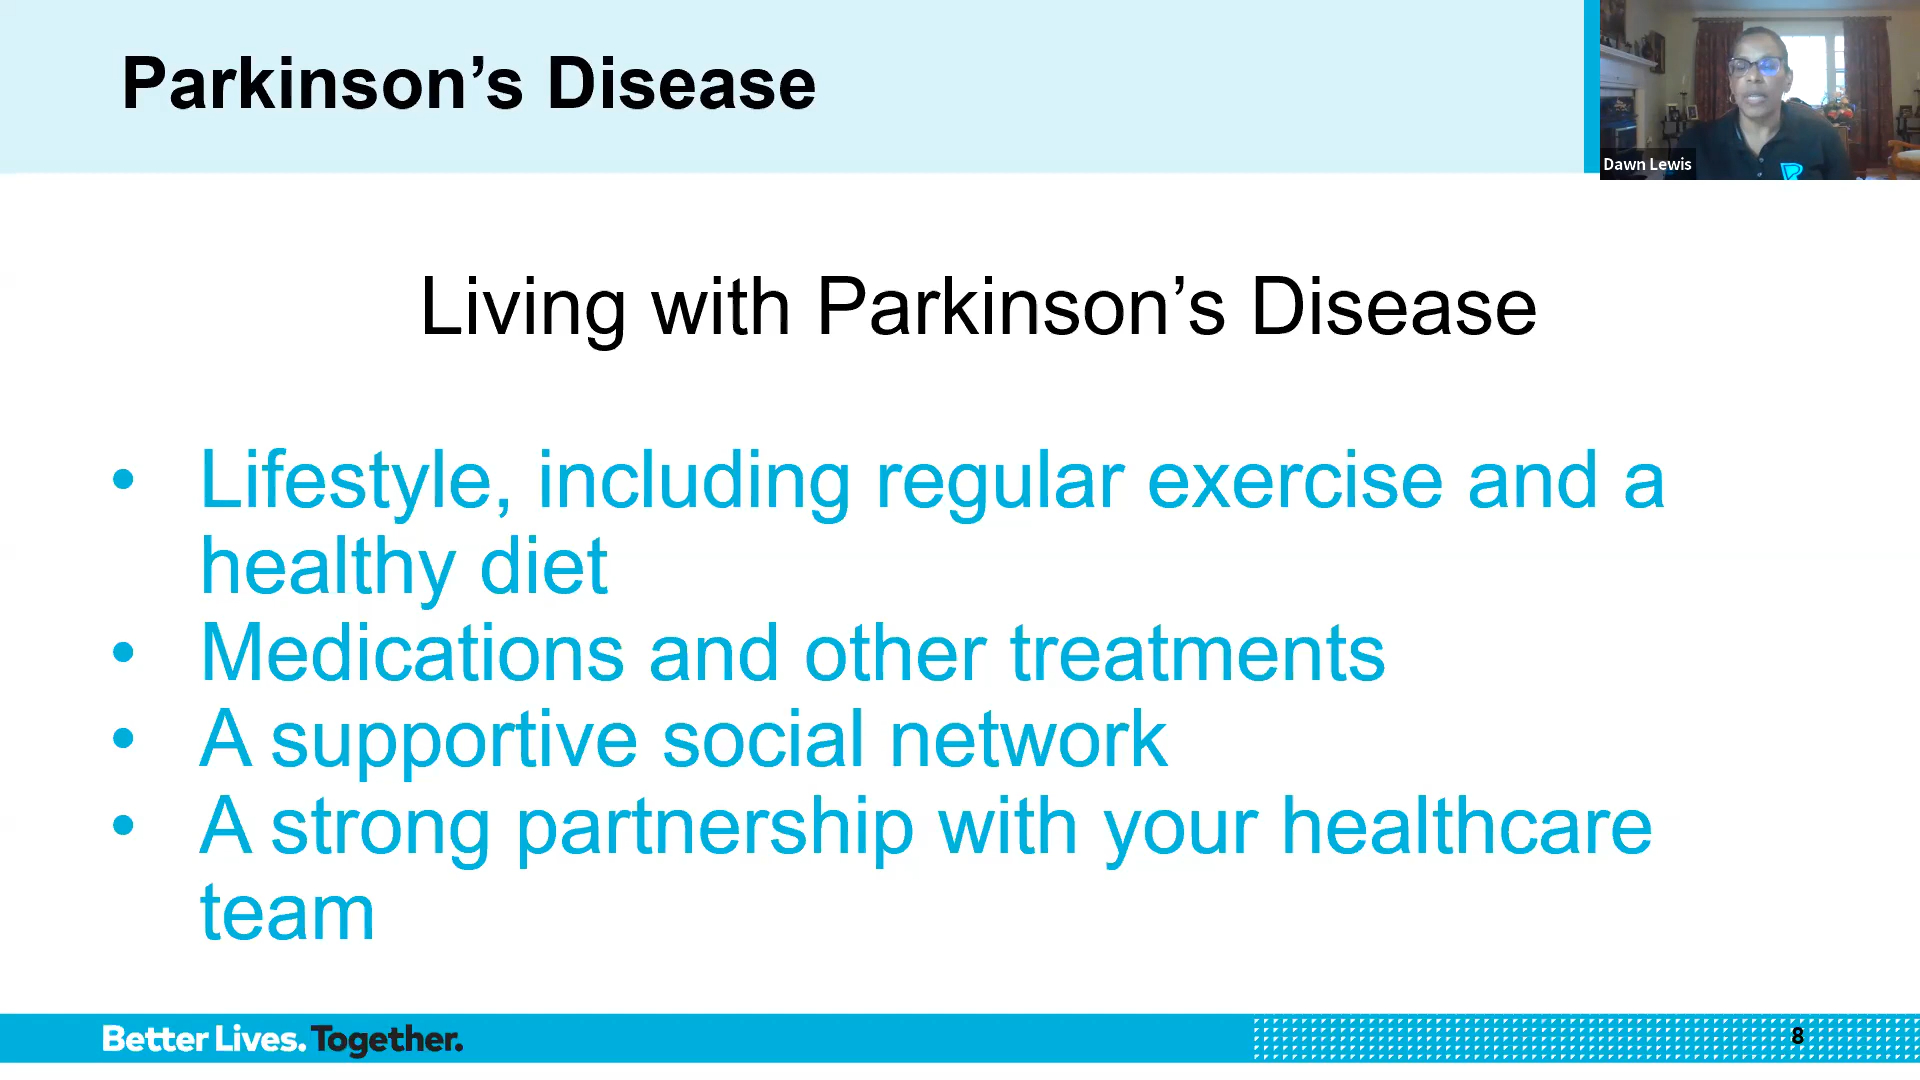 Parkinson’s Disease
Dawn Lewis
Living with Parkinson’s Disease
• Lifestyle, including regular exercise and a
healthy diet
• Medications and other treatments
• A supportive social network
• A strong partnership with your healthcare
team
Better Lives. Together.
8